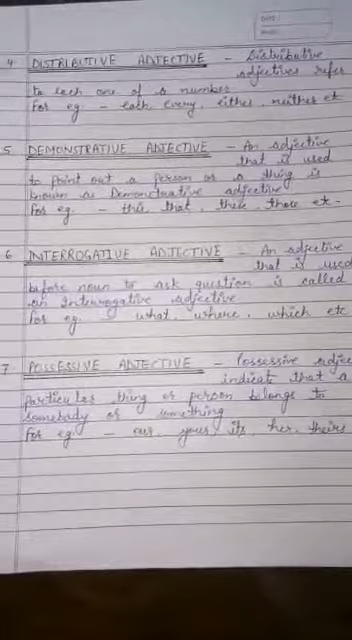 4 DISTRIBUTIVE ADJECTIVE - Distributive
adjectives refer
to each one of a number
For eg - each, every, either, neither et
5 DEMONSTRATIVE ADJECTIVE - An adjective
that is used
to point out a person or a thing is
known as Demonstrative adjective
For eg. - this, that, these, those etc-
6 INTERROGATIVE ADJECTIVE - An adjective
that is used
before noun to ask question is called
an Interrogative adjective
For eg. what, where, which etc
7 POSSESSIVE ADJECTIVE - Possessive adjec
indicate that a
particular thing or person belongs to
somebody or something
For eg. - our, your, its, her, theirs